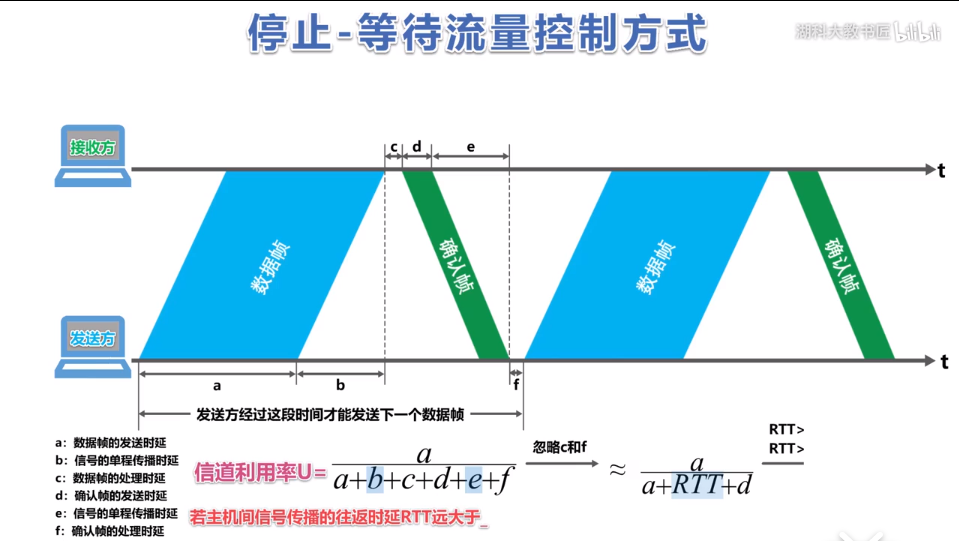 停止-等待流量控制方式
湖科大教书匠 bilibili
接收方
c d e
t
数据帧
确认帧
数据帧
确认帧
发送方
t
a b f
发送方经过这段时间才能发送下一个数据帧
a：数据帧的发送时延
b：信号的单程传播时延
c：数据帧的处理时延
d：确认帧的发送时延
e：信号的单程传播时延
f：确认帧的处理时延
信道利用率U= a / a+b+c+d+e+f
忽略c和f
≈ a / a+RTT+d
RTT>
RTT>
若主机间信号传播的往返时延RTT远大于_